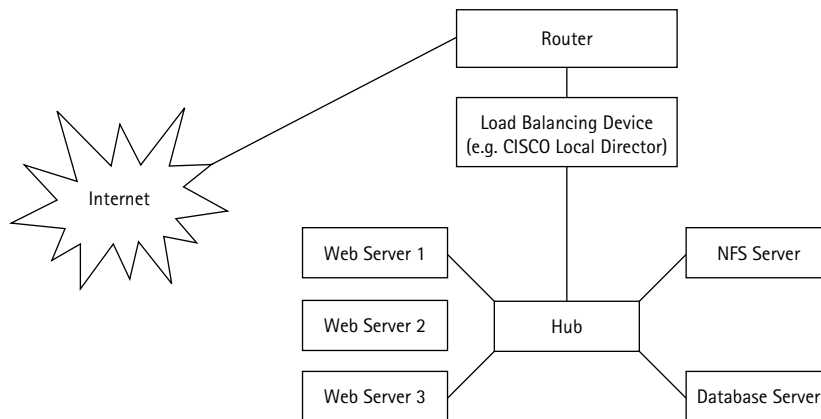 Router
Load Balancing Device
(e.g. CISCO Local Director)
Internet
Web Server 1
NFS Server
Web Server 2
Hub
Web Server 3
Database Server